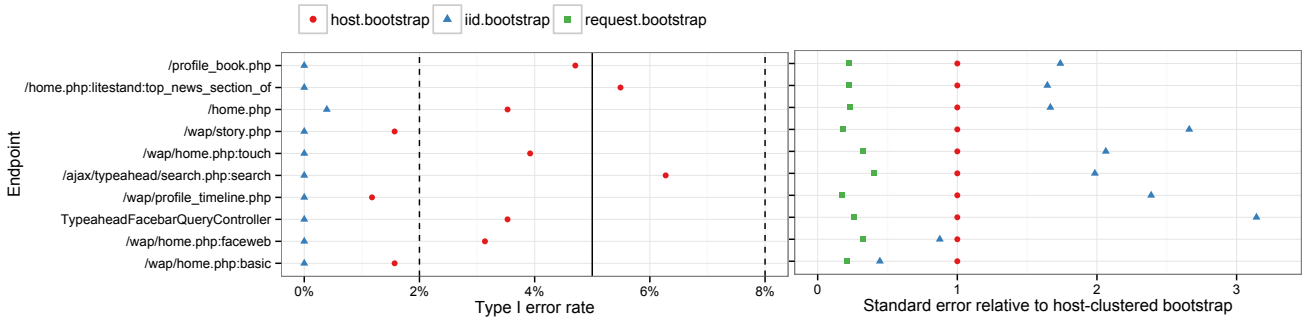 host.bootstrap iid.bootstrap request.bootstrap
Endpoint
/profile_book.php
/home.php:litestand:top_news_section_of
/home.php
/wap/story.php
/wap/home.php:touch
/ajax/typeahead/search.php:search
/wap/profile_timeline.php
TypeaheadFacebarQueryController
/wap/home.php:faceweb
/wap/home.php:basic
0% 2% 4% 6% 8%
Type I error rate
0 1 2 3
Standard error relative to host-clustered bootstrap